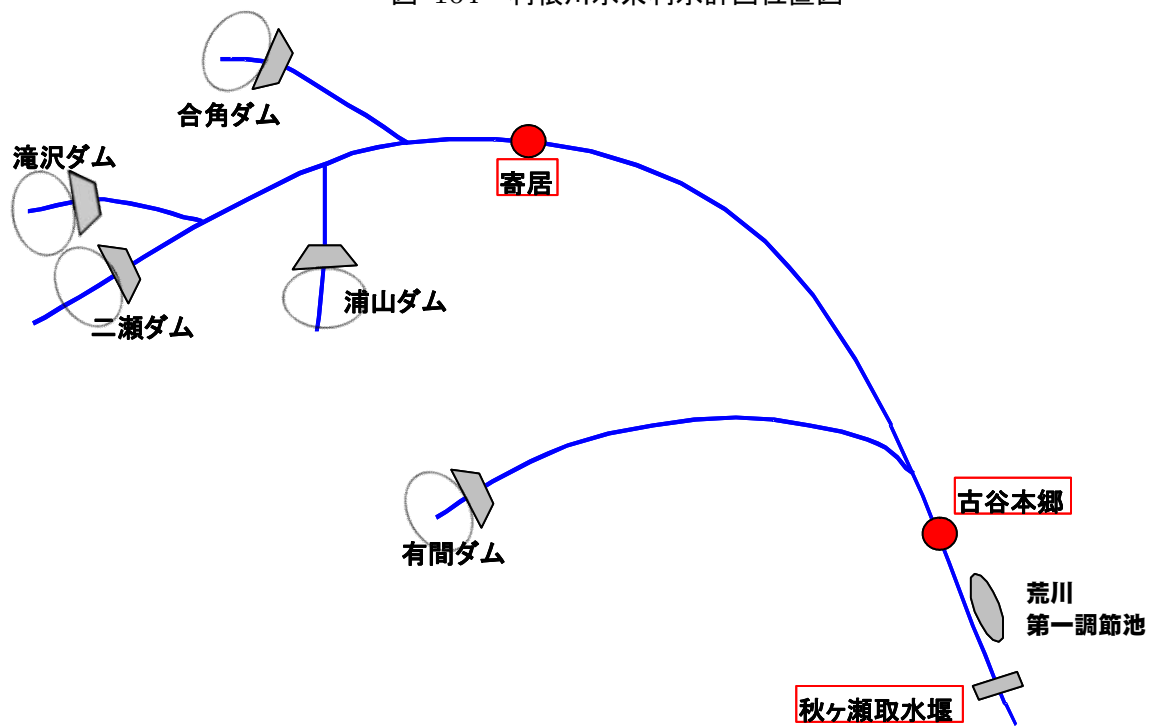 合角ダム
滝沢ダム
寄居
二瀬ダム
浦山ダム
古谷本郷
有間ダム
荒川
第一調節池
秋ヶ瀬取水堰